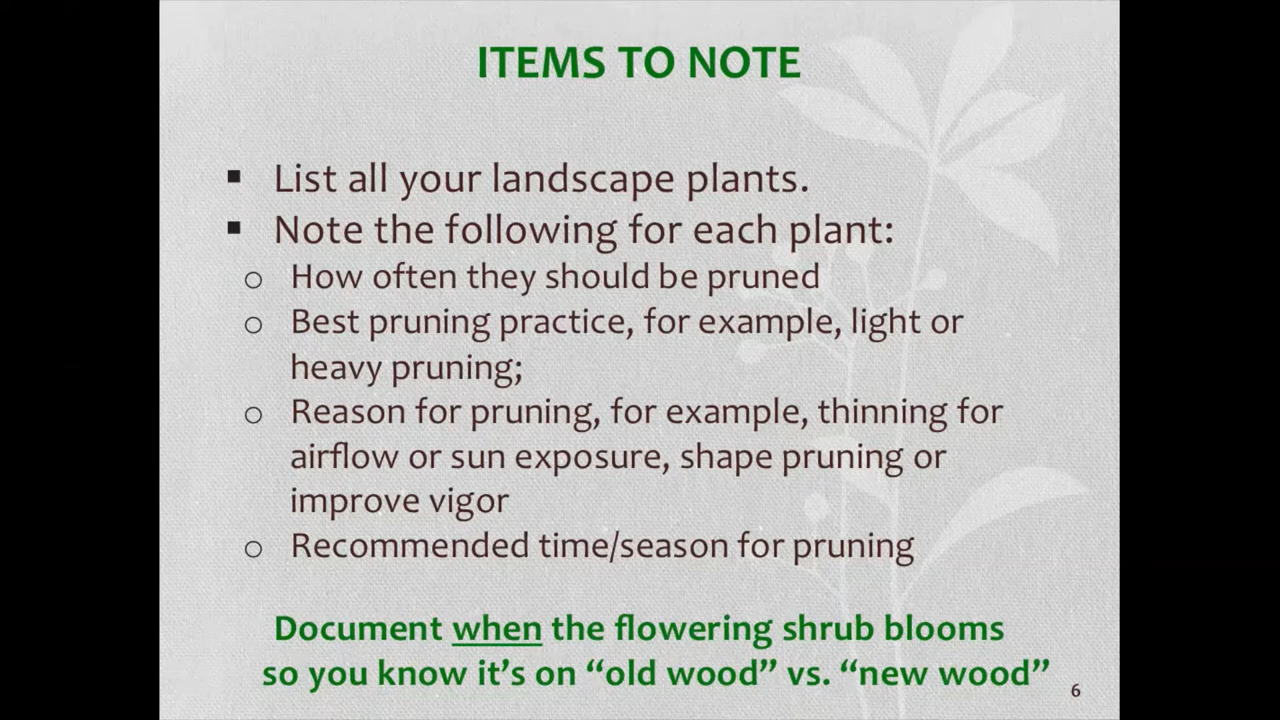 ITEMS TO NOTE
▪ List all your landscape plants.
▪ Note the following for each plant:
o How often they should be pruned
o Best pruning practice, for example, light or
heavy pruning;
o Reason for pruning, for example, thinning for
airflow or sun exposure, shape pruning or
improve vigor
o Recommended time/season for pruning
Document when the flowering shrub blooms
so you know it’s on “old wood” vs. “new wood”
6